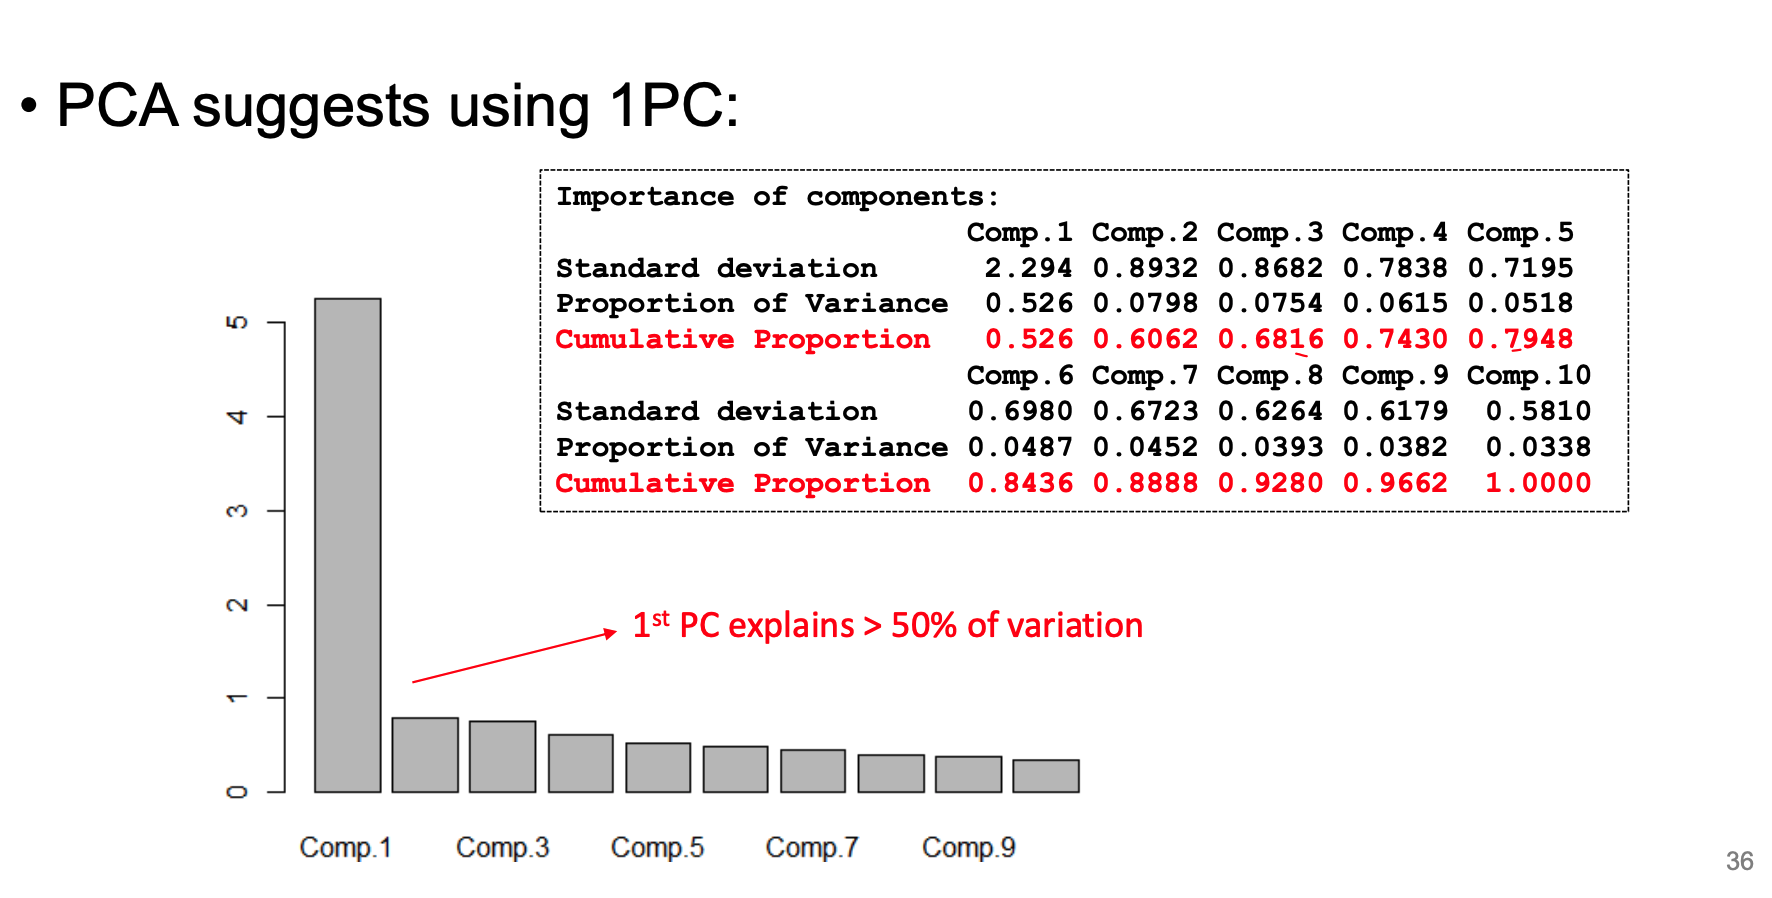 • PCA suggests using 1PC:
Importance of components:
Comp.1 Comp.2 Comp.3 Comp.4 Comp.5
Standard deviation 2.294 0.8932 0.8682 0.7838 0.7195
Proportion of Variance 0.526 0.0798 0.0754 0.0615 0.0518
Cumulative Proportion 0.526 0.6062 0.6816 0.7430 0.7948
Comp.6 Comp.7 Comp.8 Comp.9 Comp.10
Standard deviation 0.6980 0.6723 0.6264 0.6179 0.5810
Proportion of Variance 0.0487 0.0452 0.0393 0.0382 0.0338
Cumulative Proportion 0.8436 0.8888 0.9280 0.9662 1.0000
5
4
3
2
1
0
1st PC explains > 50% of variation
Comp.1 Comp.3 Comp.5 Comp.7 Comp.9
36